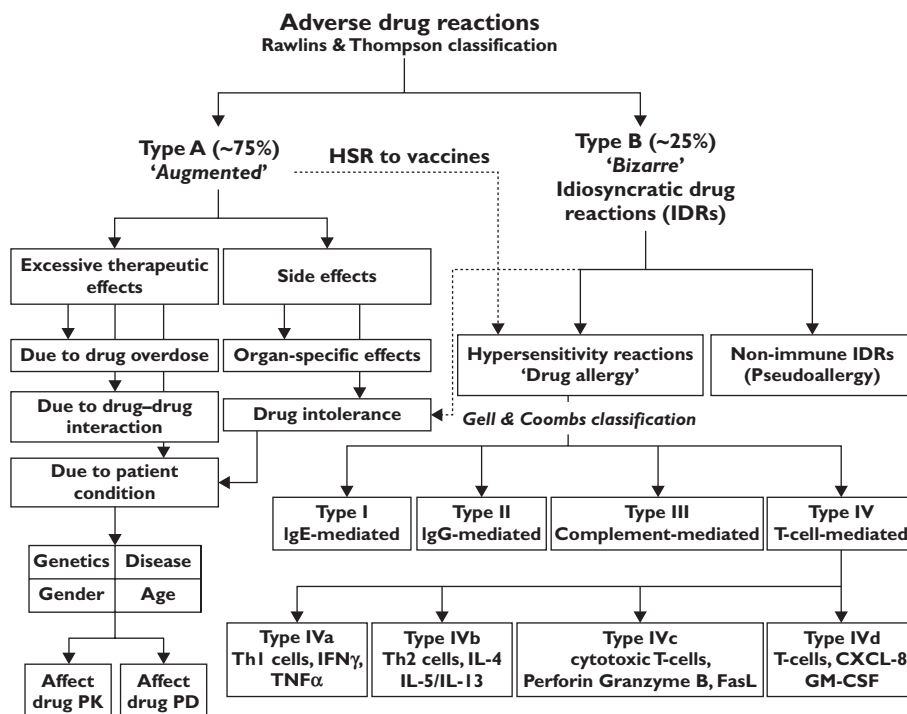 Adverse drug reactions
Rawlins & Thompson classification
Type A (~75%)
‘Augmented’
HSR to vaccines
Type B (~25%)
‘Bizarre’
Idiosyncratic drug
reactions (IDRs)
Excessive therapeutic
effects
Side effects
Due to drug overdose
Organ-specific effects
Hypersensitivity reactions
‘Drug allergy’
Non-immune IDRs
(Pseudoallergy)
Due to drug–drug
interaction
Drug intolerance
Gell & Coombs classification
Due to patient
condition
Type I
IgE-mediated
Type II
IgG-mediated
Type III
Complement-mediated
Type IV
T-cell-mediated
Genetics
Disease
Gender
Age
Type IVa
Th1 cells, IFNγ,
TNFα
Type IVb
Th2 cells, IL-4
IL-5/IL-13
Type IVc
cytotoxic T-cells,
Perforin Granzyme B, FasL
Type IVd
T-cells, CXCL-8
GM-CSF
Affect
drug PK
Affect
drug PD